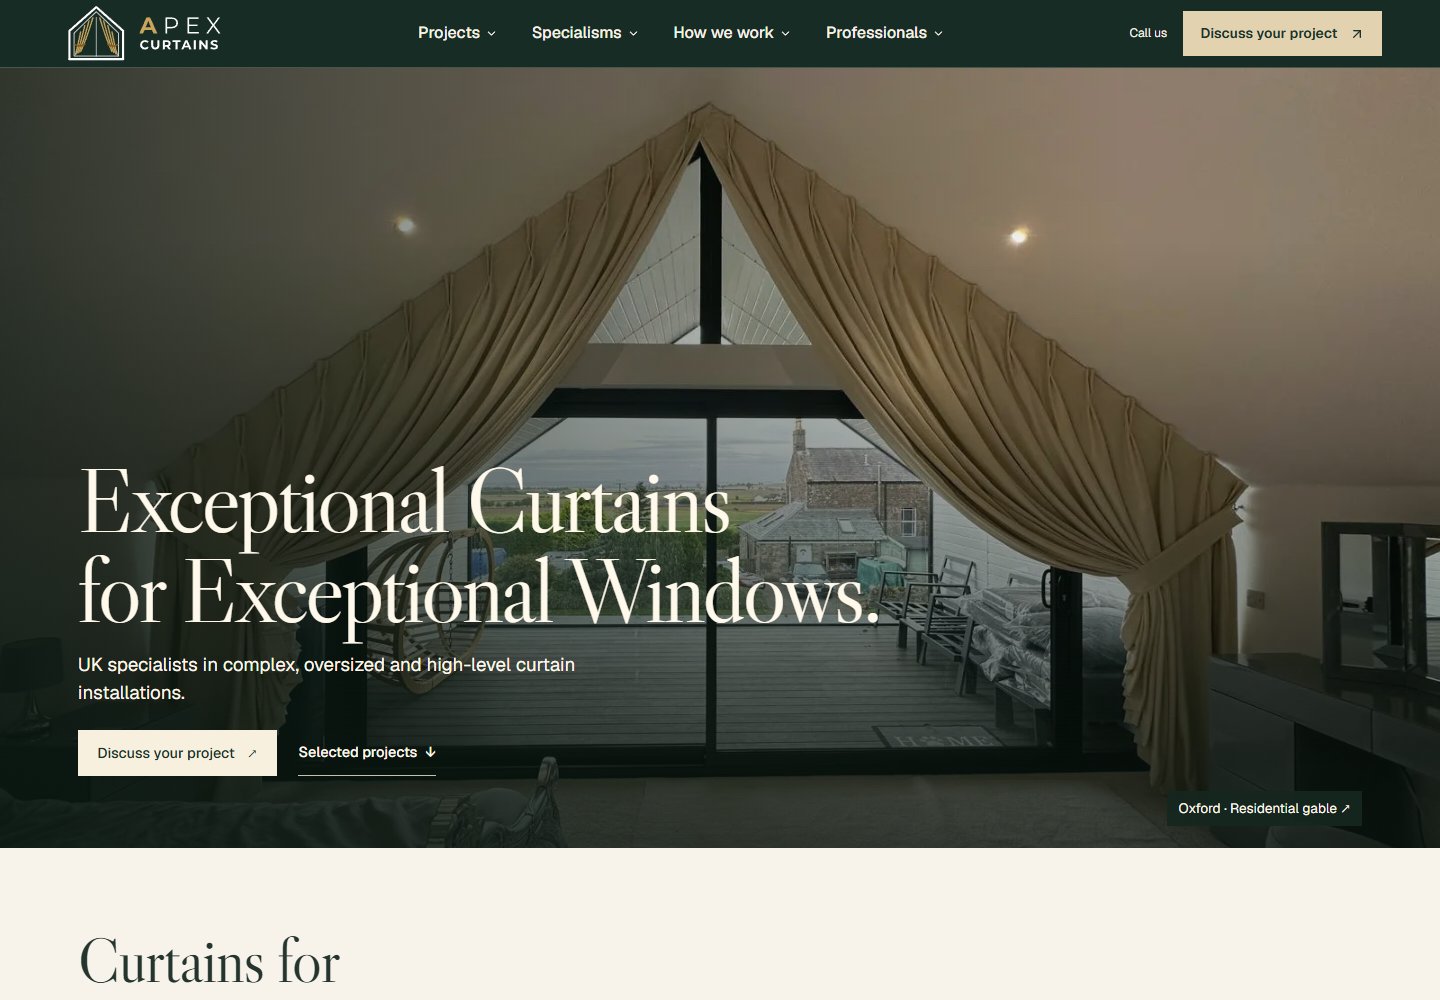 APEX
CURTAINS
Projects
Specialisms
How we work
Professionals
Call us
Discuss your project
Exceptional Curtains
for Exceptional Windows.
UK specialists in complex, oversized and high-level curtain
installations.
Discuss your project ↗
Selected projects ↓
HOME
Oxford · Residential gable ↗
Curtains for